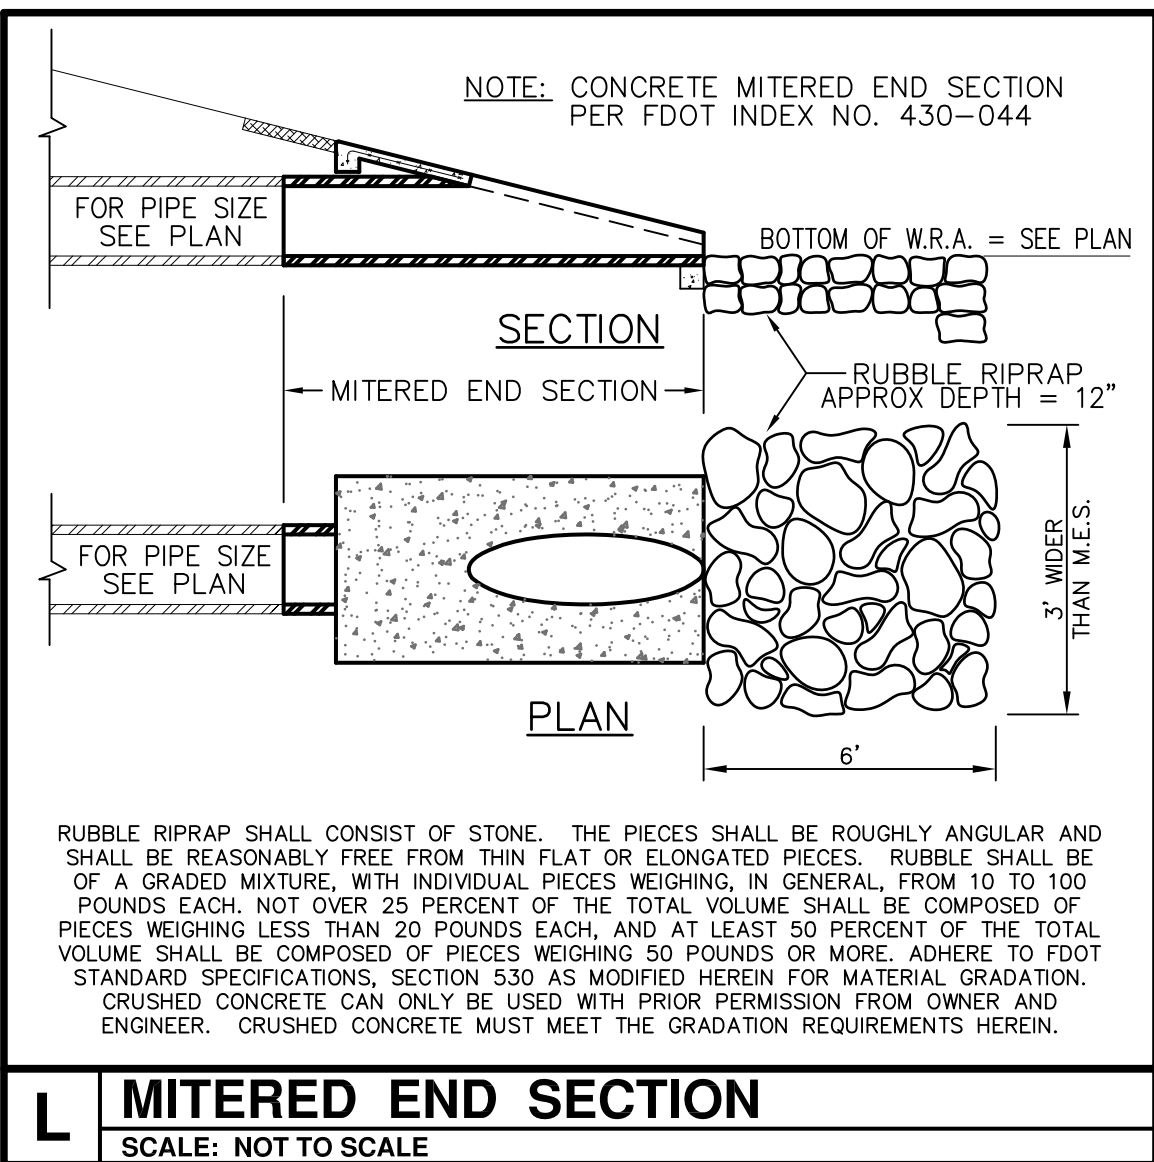 NOTE: CONCRETE MITERED END SECTION
PER FDOT INDEX NO. 430-044
FOR PIPE SIZE
SEE PLAN
BOTTOM OF W.R.A. = SEE PLAN
SECTION
MITERED END SECTION
RUBBLE RIPRAP
APPROX DEPTH = 12"
FOR PIPE SIZE
SEE PLAN
3' WIDER
THAN M.E.S.
PLAN
6'
RUBBLE RIPRAP SHALL CONSIST OF STONE. THE PIECES SHALL BE ROUGHLY ANGULAR AND
SHALL BE REASONABLY FREE FROM THIN FLAT OR ELONGATED PIECES. RUBBLE SHALL BE
OF A GRADED MIXTURE, WITH INDIVIDUAL PIECES WEIGHING, IN GENERAL, FROM 10 TO 100
POUNDS EACH. NOT OVER 25 PERCENT OF THE TOTAL VOLUME SHALL BE COMPOSED OF
PIECES WEIGHING LESS THAN 20 POUNDS EACH, AND AT LEAST 50 PERCENT OF THE TOTAL
VOLUME SHALL BE COMPOSED OF PIECES WEIGHING 50 POUNDS OR MORE. ADHERE TO FDOT
STANDARD SPECIFICATIONS, SECTION 530 AS MODIFIED HEREIN FOR MATERIAL GRADATION.
CRUSHED CONCRETE CAN ONLY BE USED WITH PRIOR PERMISSION FROM OWNER AND
ENGINEER. CRUSHED CONCRETE MUST MEET THE GRADATION REQUIREMENTS HEREIN.
L
MITERED END SECTION
SCALE: NOT TO SCALE